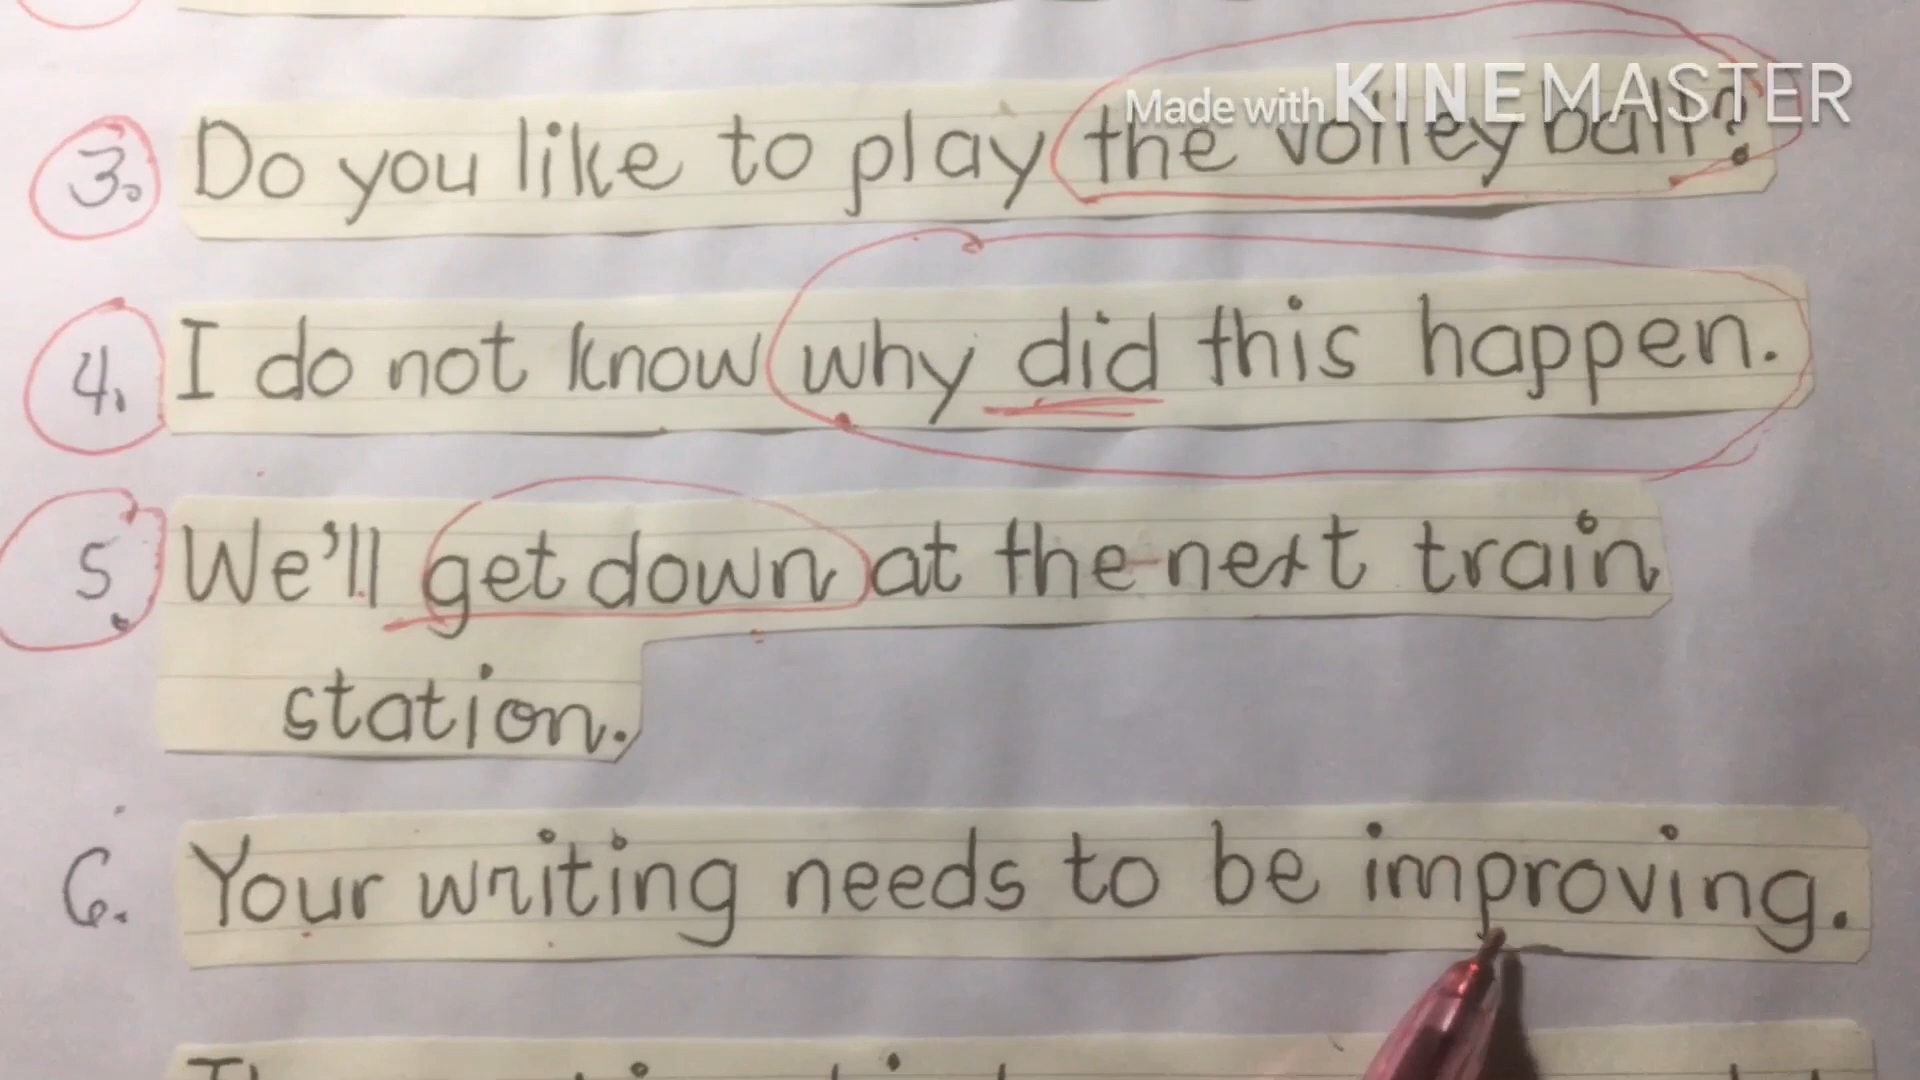 Made with KINEMASTER
3. Do you like to play the volleyball?
4. I do not know why did this happen.
5. We'll get down at the next train
station.
6. Your writing needs to be improving.